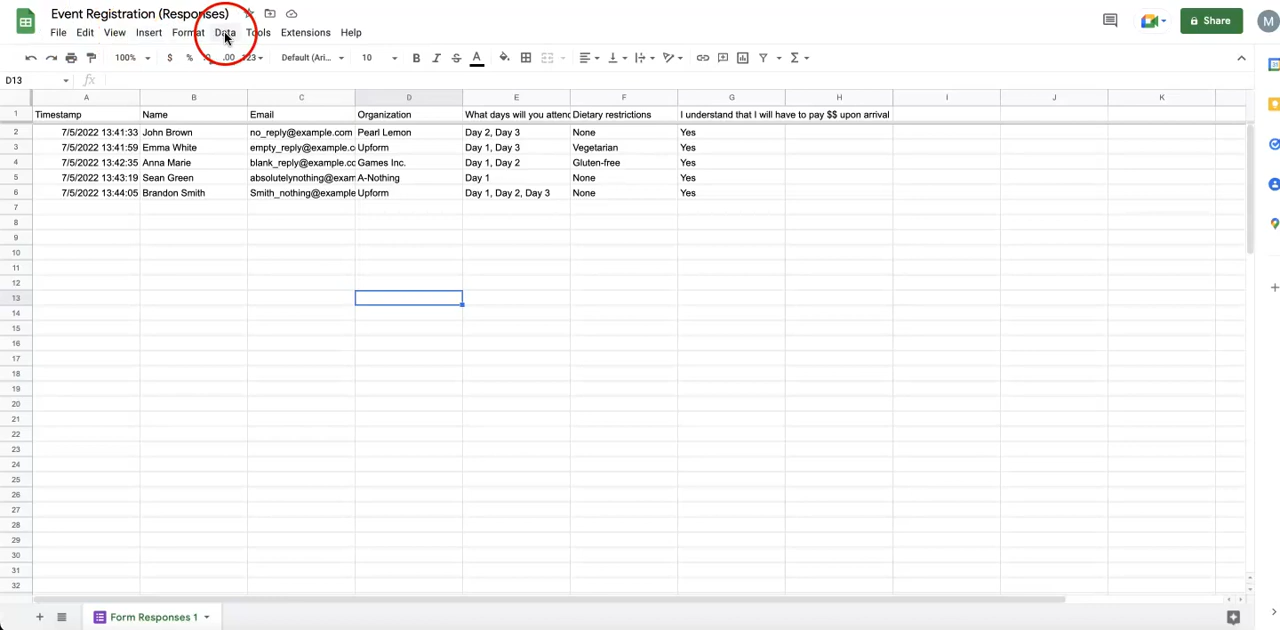 Event Registration (Responses)
File Edit View Insert Format Data Tools Extensions Help
Share
M
100% $ % .0 .00 123 Default (Ari... 10 B I S A
D13 fx
A B C D E F G H I J K
1 Timestamp Name Email Organization What days will you attend Dietary restrictions I understand that I will have to pay $$ upon arrival
2 7/5/2022 13:41:33 John Brown no_reply@example.com Pearl Lemon Day 2, Day 3 None Yes
3 7/5/2022 13:41:59 Emma White empty_reply@example.c Upform Day 1, Day 3 Vegetarian Yes
4 7/5/2022 13:42:35 Anna Marie blank_reply@example.cc Games Inc. Day 1, Day 2 Gluten-free Yes
5 7/5/2022 13:43:19 Sean Green absolutelynothing@exam A-Nothing Day 1 None Yes
6 7/5/2022 13:44:05 Brandon Smith Smith_nothing@example Upform Day 1, Day 2, Day 3 None Yes
7
8
9
10
11
12
13
14
15
16
17
18
19
20
21
22
23
24
25
26
27
28
29
30
31
32
Form Responses 1